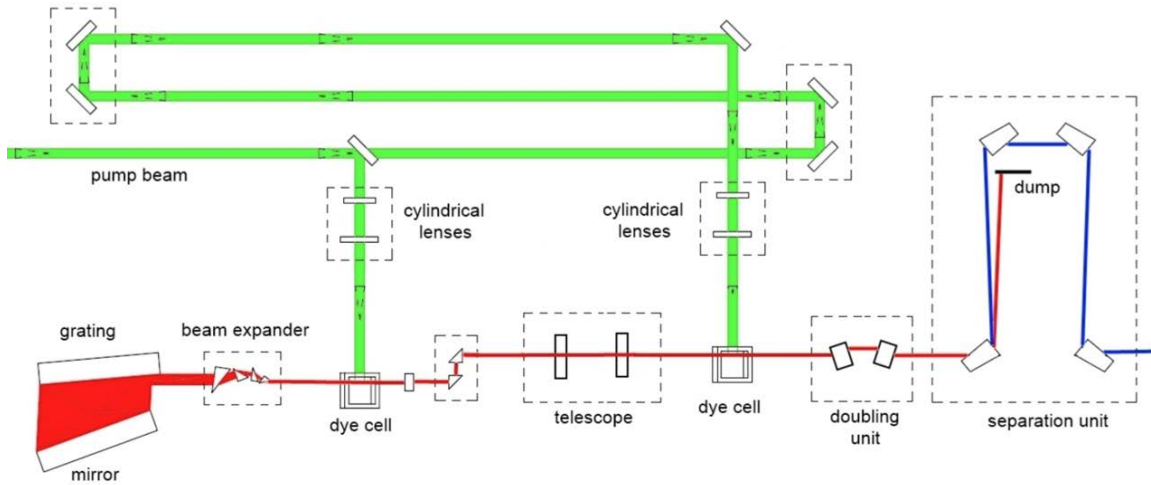 pump beam
cylindrical
lenses
cylindrical
lenses
dump
grating
beam expander
mirror
dye cell
telescope
dye cell
doubling
unit
separation unit